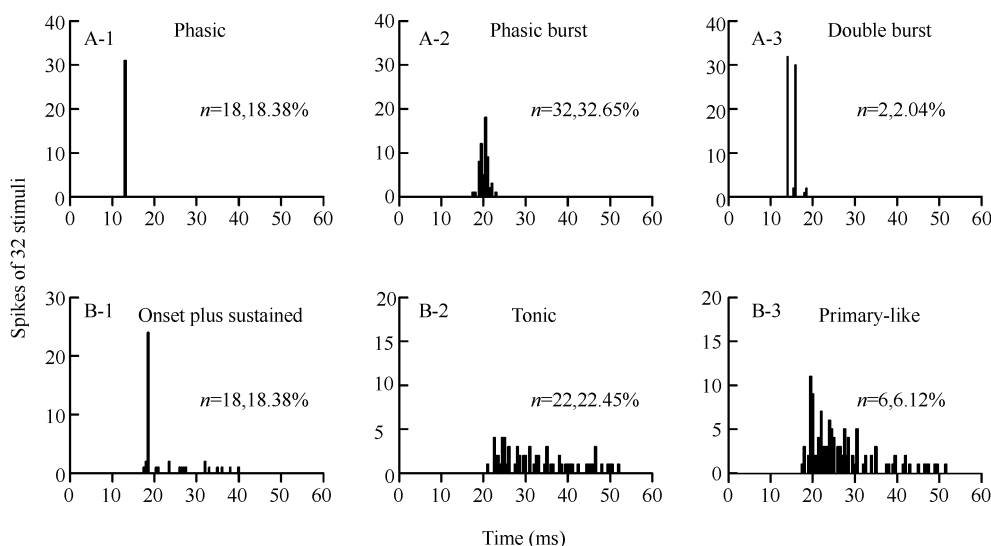 Spikes of 32 stimuli
40
30
20
10
0
A-1
Phasic
n=18,18.38%
0 10 20 30 40 50 60
40
30
20
10
0
A-2
Phasic burst
n=32,32.65%
0 10 20 30 40 50 60
40
30
20
10
0
A-3
Double burst
n=2,2.04%
0 10 20 30 40 50 60
30
20
10
0
B-1
Onset plus sustained
n=18,18.38%
0 10 20 30 40 50 60
20
15
10
5
0
B-2
Tonic
n=22,22.45%
0 10 20 30 40 50 60
20
15
10
5
0
B-3
Primary-like
n=6,6.12%
0 10 20 30 40 50 60
Time (ms)